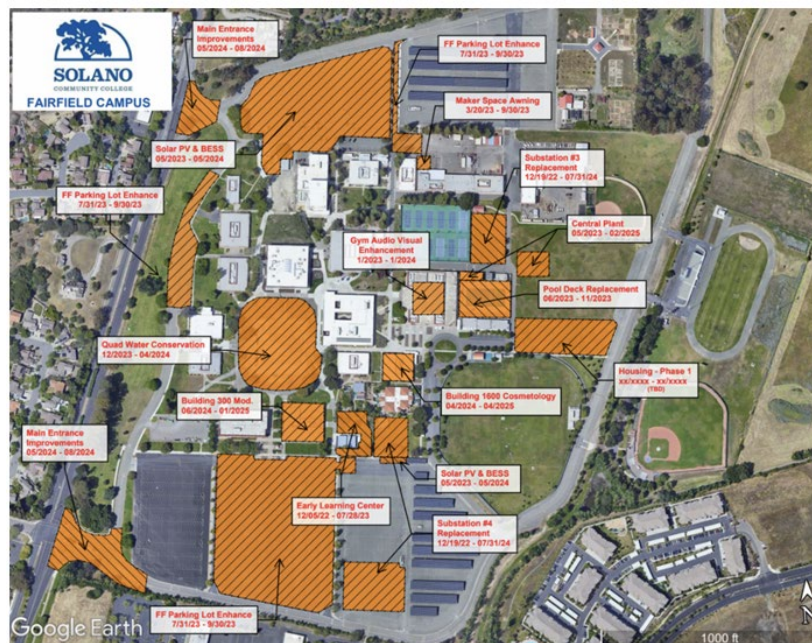 SOLANO
COMMUNITY COLLEGE
FAIRFIELD CAMPUS
Main Entrance
Improvements
05/2024 - 08/2024
FF Parking Lot Enhance
7/31/23 - 9/30/23
Maker Space Awning
3/20/23 - 9/30/23
Solar PV & BESS
05/2023 - 05/2024
Substation #3
Replacement
12/19/22 - 07/31/24
FF Parking Lot Enhance
7/31/23 - 9/30/23
Central Plant
05/2023 - 02/2025
Gym Audio Visual
Enhancement
1/2023 - 1/2024
Pool Deck Replacement
06/2023 - 11/2023
Quad Water Conservation
12/2023 - 04/2024
Housing - Phase 1
xx/xxxx - xx/xxxx
(TBD)
Building 300 Mod.
06/2024 - 01/2025
Building 1600 Cosmetology
04/2024 - 04/2025
Main Entrance
Improvements
05/2024 - 08/2024
Solar PV & BESS
05/2023 - 05/2024
Early Learning Center
12/05/22 - 07/28/23
Substation #4
Replacement
12/19/22 - 07/31/24
FF Parking Lot Enhance
7/31/23 - 9/30/23
Google Earth
1000 ft
N